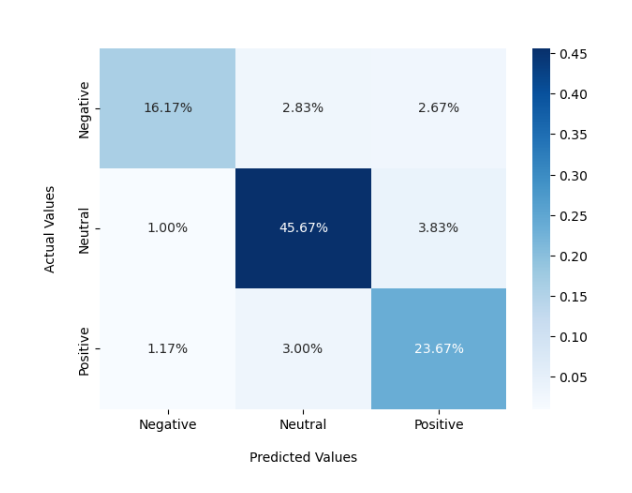 Actual Values
Negative
16.17% 2.83% 2.67%
Neutral
1.00% 45.67% 3.83%
Positive
1.17% 3.00% 23.67%
Negative Neutral Positive
Predicted Values
0.45
0.40
0.35
0.30
0.25
0.20
0.15
0.10
0.05